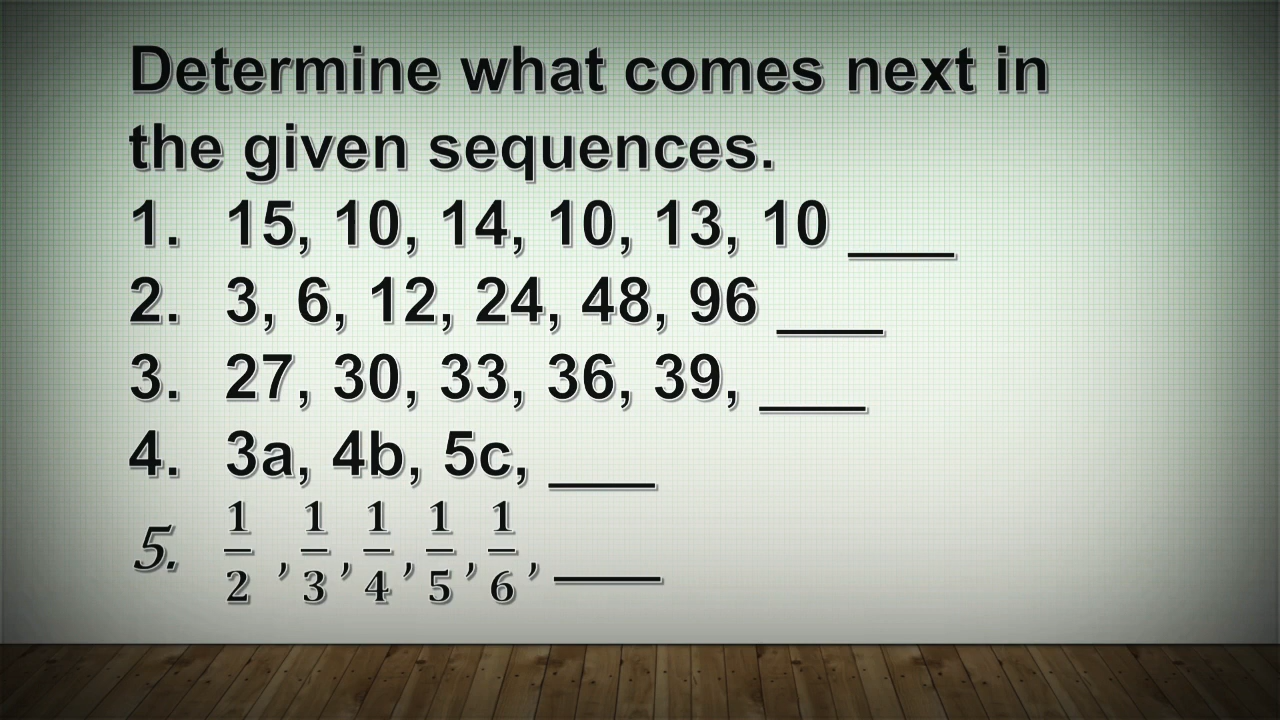 Determine what comes next in
the given sequences.
1. 15, 10, 14, 10, 13, 10 ___
2. 3, 6, 12, 24, 48, 96 ___
3. 27, 30, 33, 36, 39, ___
4. 3a, 4b, 5c, ___
5. 1/2 , 1/3 , 1/4 , 1/5 , 1/6 , ___